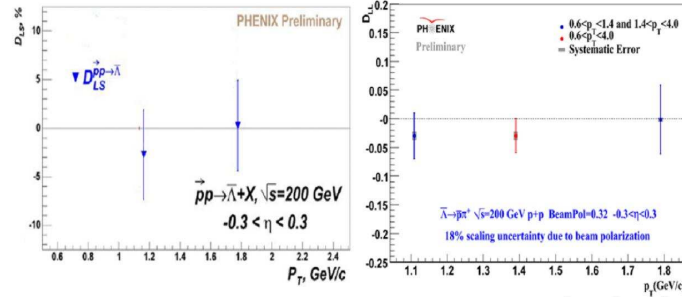 D_LS, %
PHENIX Preliminary
10
5
0
-5
-10
D_LS^{p⃗p→Λ̄}
p⃗p→Λ̄+X, √s=200 GeV
-0.3 < η < 0.3
0.6 0.8 1 1.2 1.4 1.6 1.8 2 2.2 2.4
P_T, GeV/c
PHENIX
Preliminary
0.6<p_T<1.4 and 1.4<p_T<4.0
0.6<p_T<4.0
Systematic Error
0.2
0.15
0.1
0.05
-0
-0.05
-0.1
-0.15
-0.2
-0.25
Λ̄→p̄π⁺ √s=200 GeV p+p BeamPol=0.32 -0.3<η<0.3
18% scaling uncertainty due to beam polarization
1.1 1.2 1.3 1.4 1.5 1.6 1.7 1.8
p_T(GeV/c